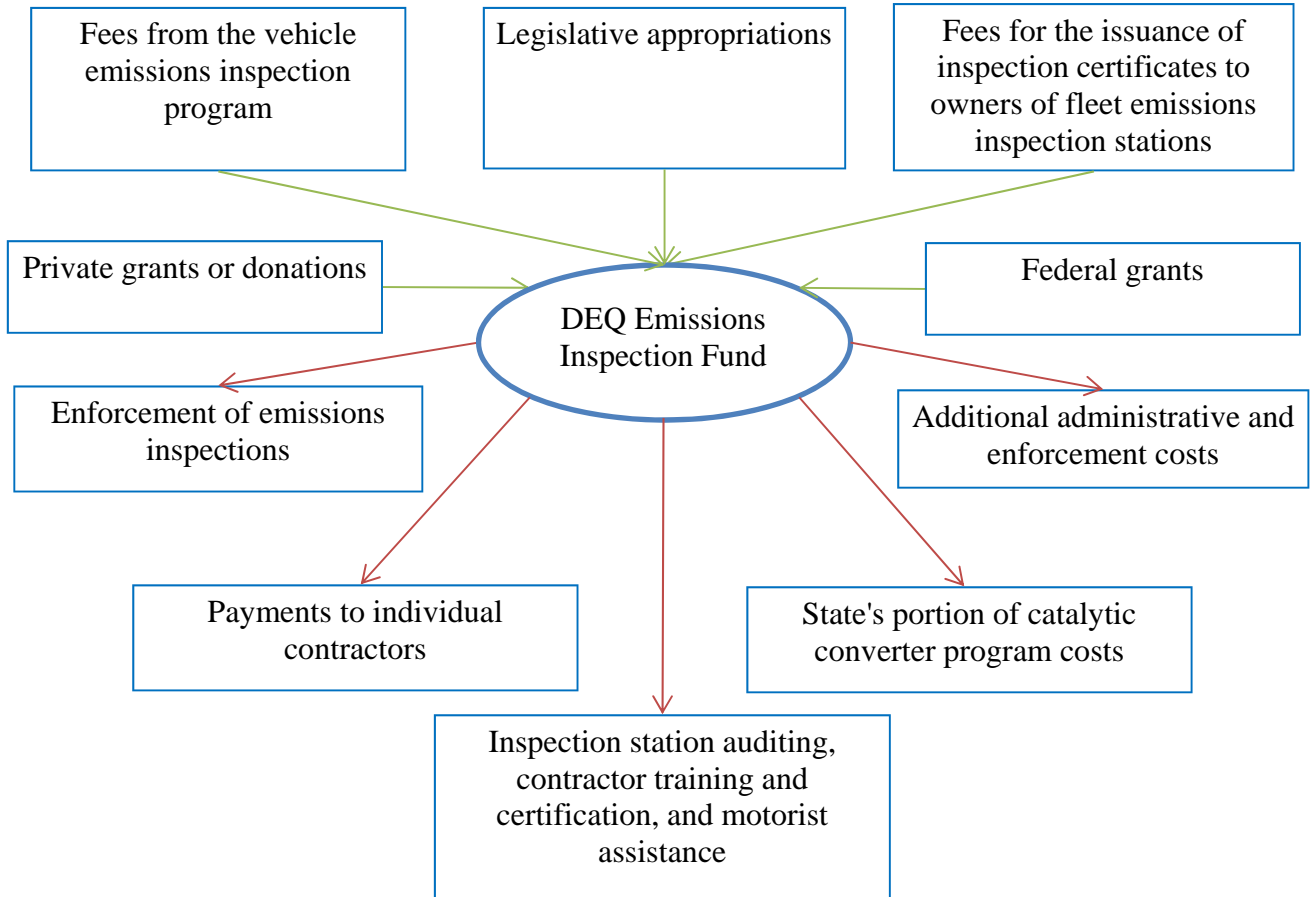 Fees from the vehicle
emissions inspection
program
Legislative appropriations
Fees for the issuance of
inspection certificates to
owners of fleet emissions
inspection stations
Private grants or donations
Federal grants
DEQ Emissions
Inspection Fund
Enforcement of emissions
inspections
Additional administrative and
enforcement costs
Payments to individual
contractors
State's portion of catalytic
converter program costs
Inspection station auditing,
contractor training and
certification, and motorist
assistance